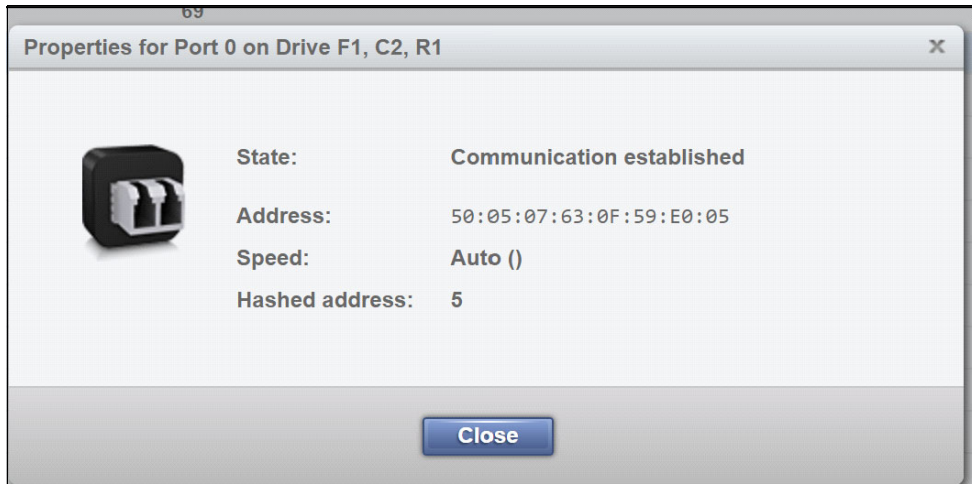 69
Properties for Port 0 on Drive F1, C2, R1
x
State: Communication established
Address: 50:05:07:63:0F:59:E0:05
Speed: Auto ()
Hashed address: 5
Close